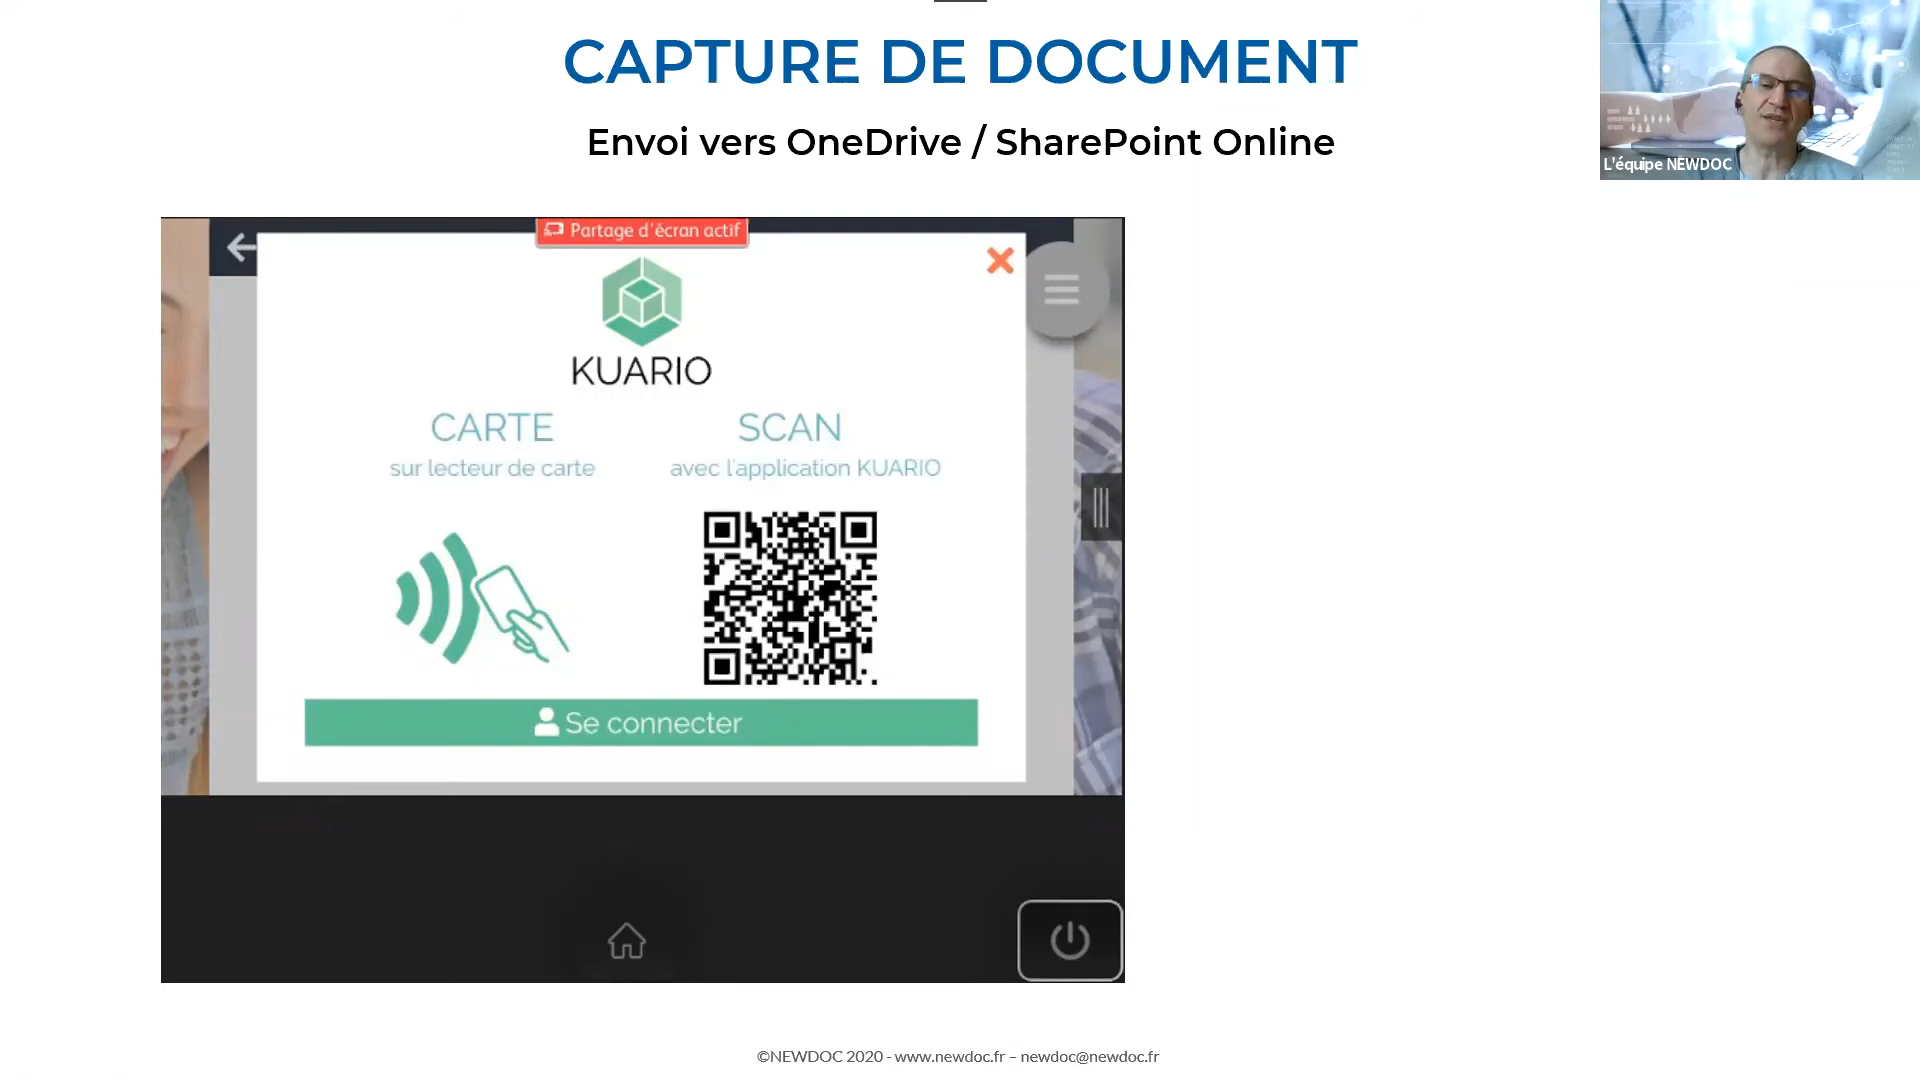 CAPTURE DE DOCUMENT
Envoi vers OneDrive / SharePoint Online
L'équipe NEWDOC
Partage d'écran actif
KUARIO
CARTE
sur lecteur de carte
SCAN
avec l'application KUARIO
Se connecter
©NEWDOC 2020 - www.newdoc.fr – newdoc@newdoc.fr